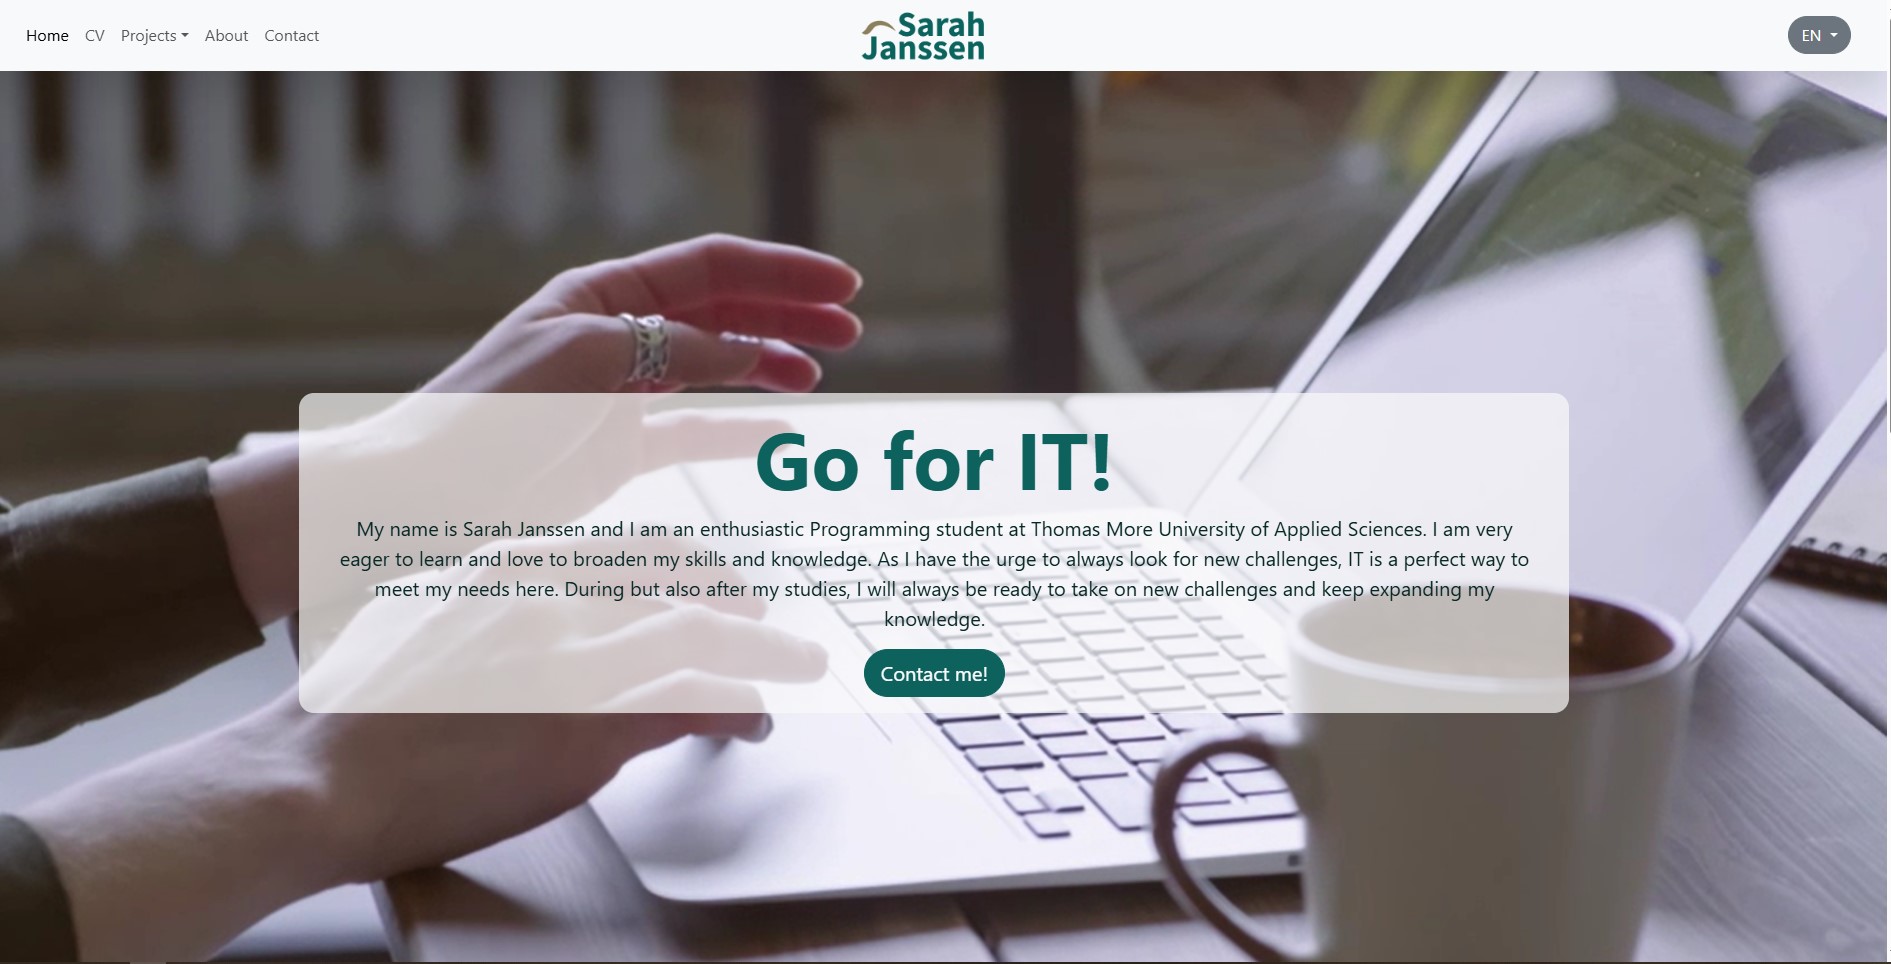 Home CV Projects About Contact
Sarah
Janssen
EN
Go for IT!
My name is Sarah Janssen and I am an enthusiastic Programming student at Thomas More University of Applied Sciences. I am very
eager to learn and love to broaden my skills and knowledge. As I have the urge to always look for new challenges, IT is a perfect way to
meet my needs here. During but also after my studies, I will always be ready to take on new challenges and keep expanding my
knowledge.
Contact me!